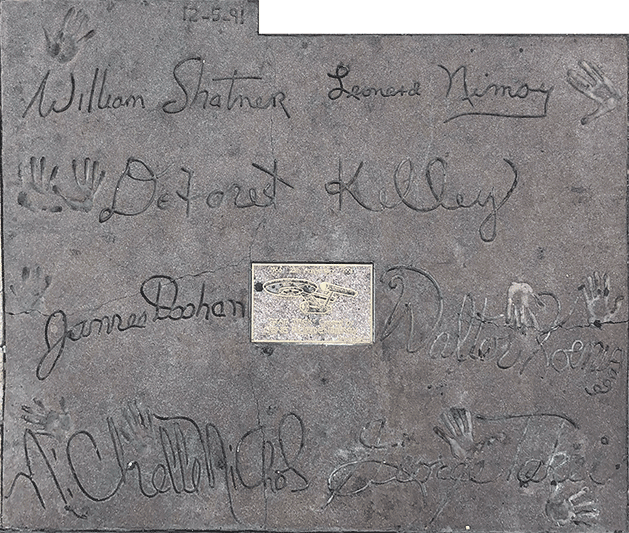 12-5-91
William Shatner Leonard Nimoy
DeForest Kelley
James Doohan Walter Koenig
Nichelle Nichols George Takei